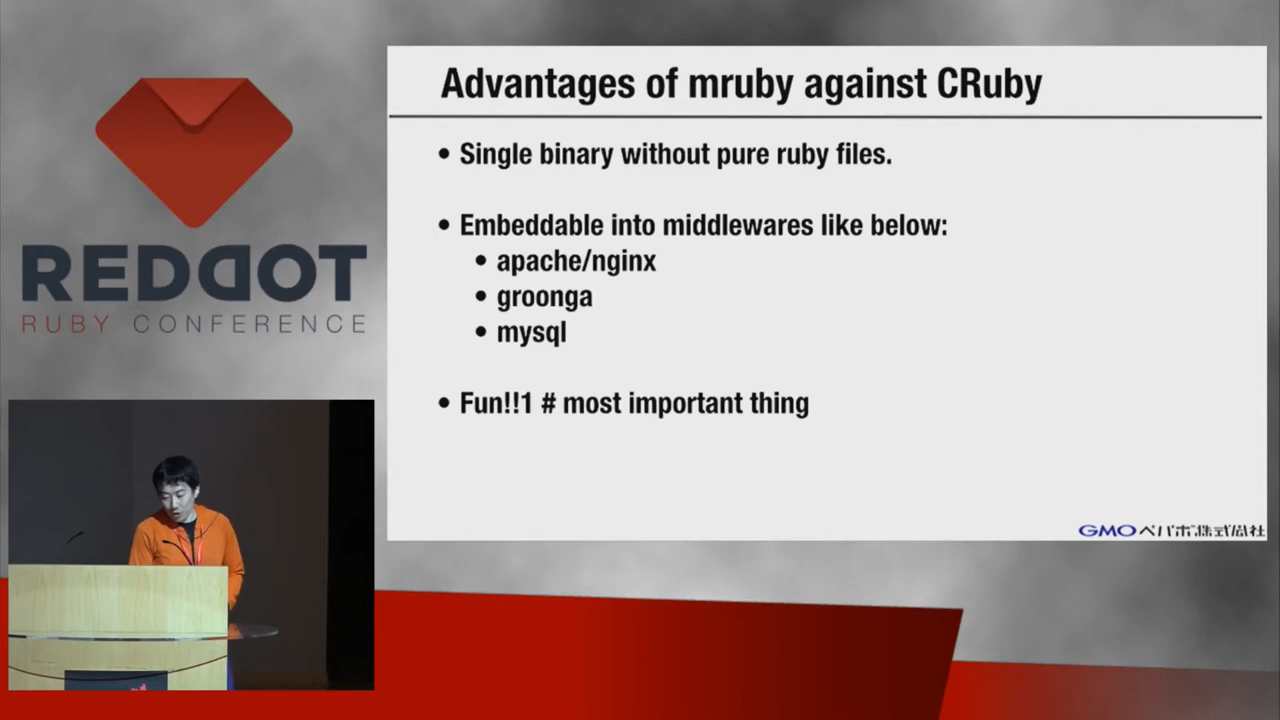 REDDOT
RUBY CONFERENCE
Advantages of mruby against CRuby
• Single binary without pure ruby files.
• Embeddable into middlewares like below:
• apache/nginx
• groonga
• mysql
• Fun!!1 # most important thing
GMOペパボ株式会社